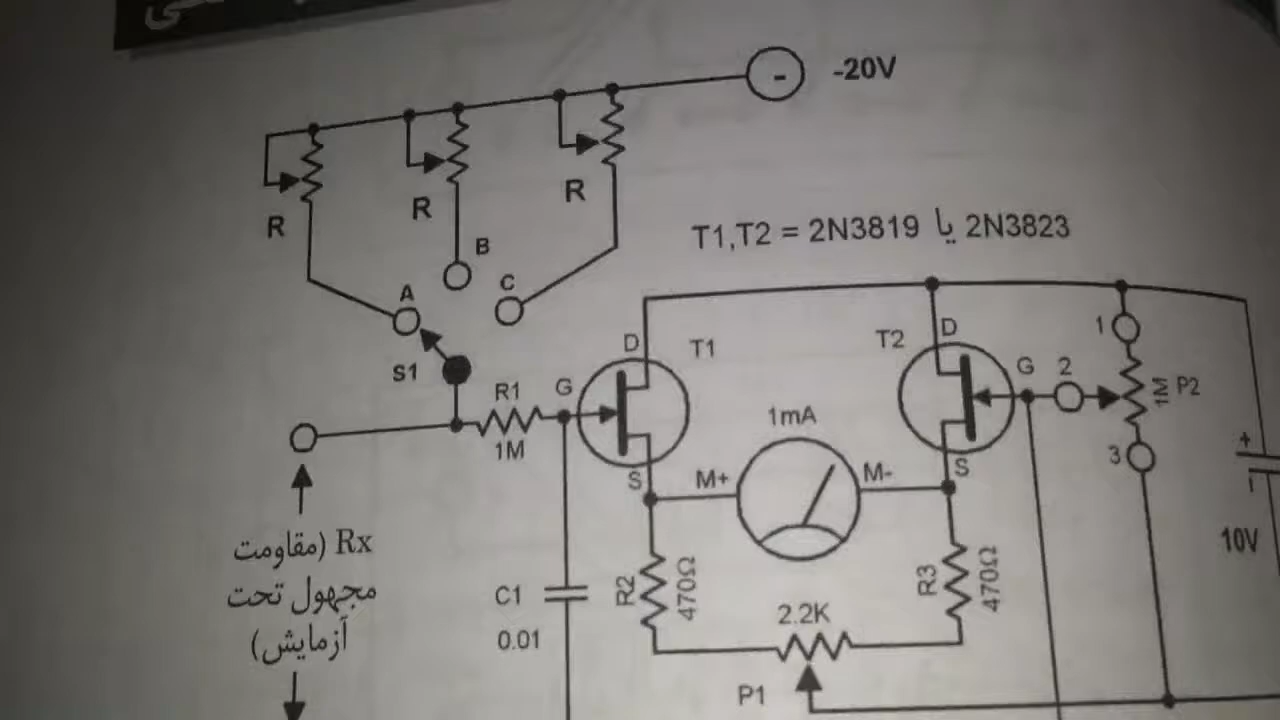 -20V
R
R
R
B
A
C
T1,T2 = 2N3819 یا 2N3823
S1
R1
1M
G
D
T1
S
T2
D
G
2
1
1M
P2
3
S
1mA
M+
M-
+
-
10V
Rx (مقاومت
مجهول تحت
آزمایش)
C1
0.01
R2
470Ω
R3
470Ω
2.2K
P1